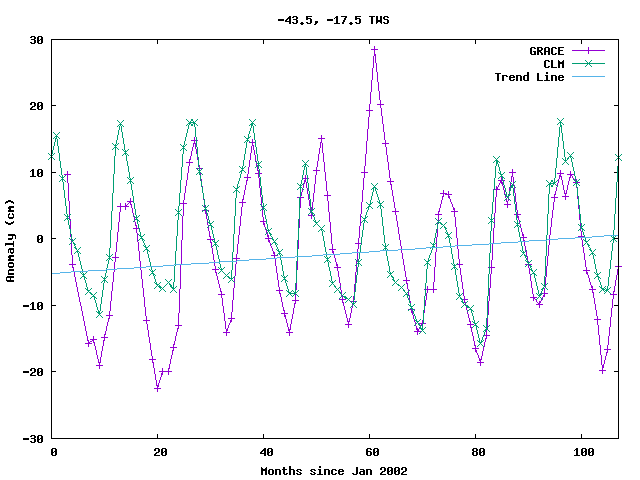 -43.5, -17.5 TWS
GRACE
CLM
Trend Line
30
20
10
0
-10
-20
-30
Anomaly (cm)
0 20 40 60 80 100
Months since Jan 2002